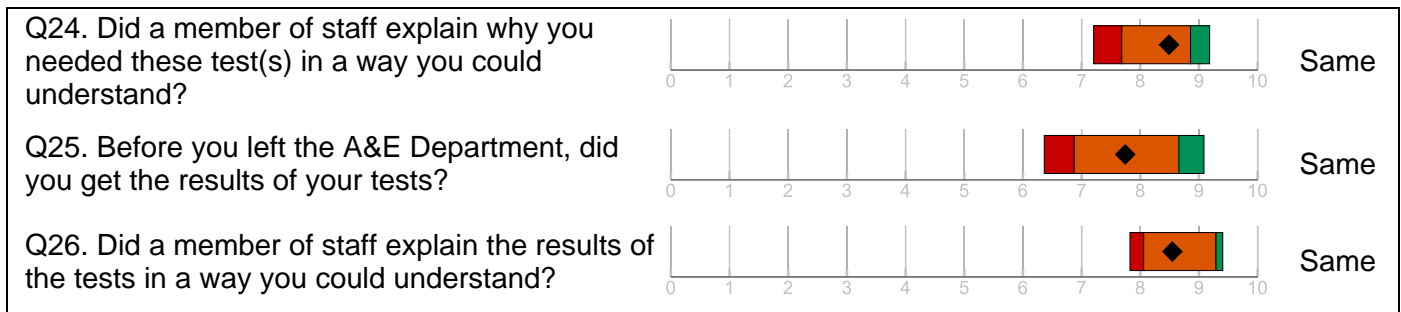 Q24. Did a member of staff explain why you
needed these test(s) in a way you could
understand?
0 1 2 3 4 5 6 7 8 9 10
Same
Q25. Before you left the A&E Department, did
you get the results of your tests?
0 1 2 3 4 5 6 7 8 9 10
Same
Q26. Did a member of staff explain the results of
the tests in a way you could understand?
0 1 2 3 4 5 6 7 8 9 10
Same